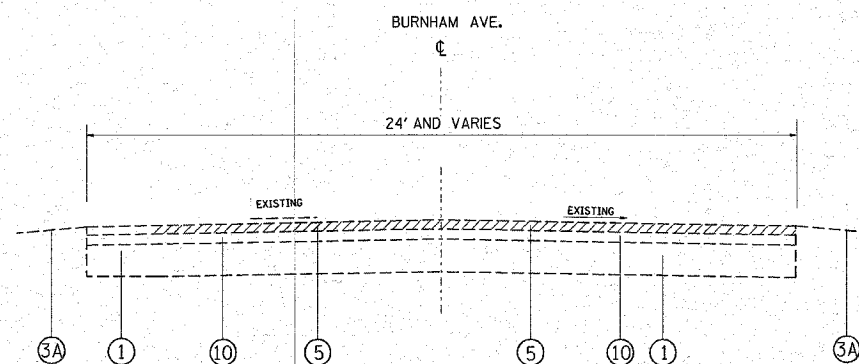 BURNHAM AVE.
℄
24' AND VARIES
EXISTING
EXISTING
3A
1
10
5
5
10
1
3A